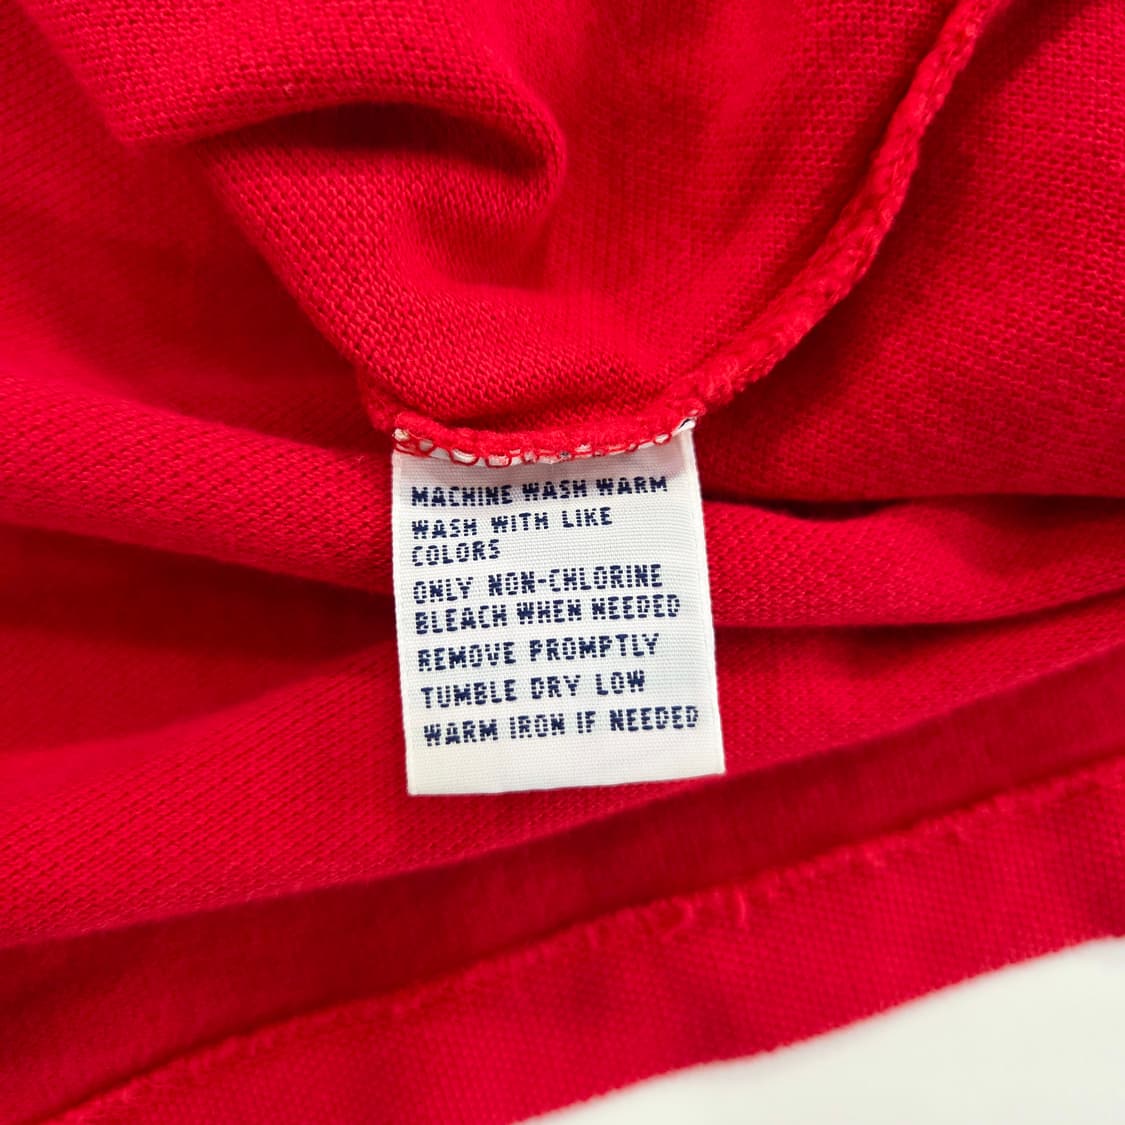 MACHINE WASH WARM
WASH WITH LIKE
COLORS
ONLY NON-CHLORINE
BLEACH WHEN NEEDED
REMOVE PROMPTLY
TUMBLE DRY LOW
WARM IRON IF NEEDED